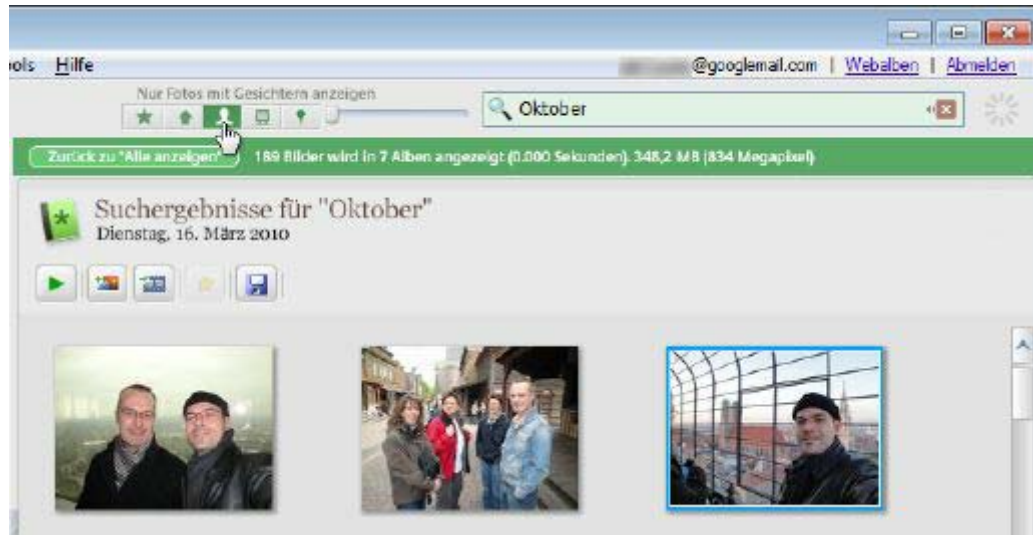 ols Hilfe @googlemail.com | Webalben | Abmelden
Nur Fotos mit Gesichtern anzeigen
Oktober
Zurück zu "Alle anzeigen" 189 Bilder wird in 7 Alben angezeigt (0.000 Sekunden). 348,2 MB (834 Megapixel)
Suchergebnisse für "Oktober"
Dienstag, 16. März 2010